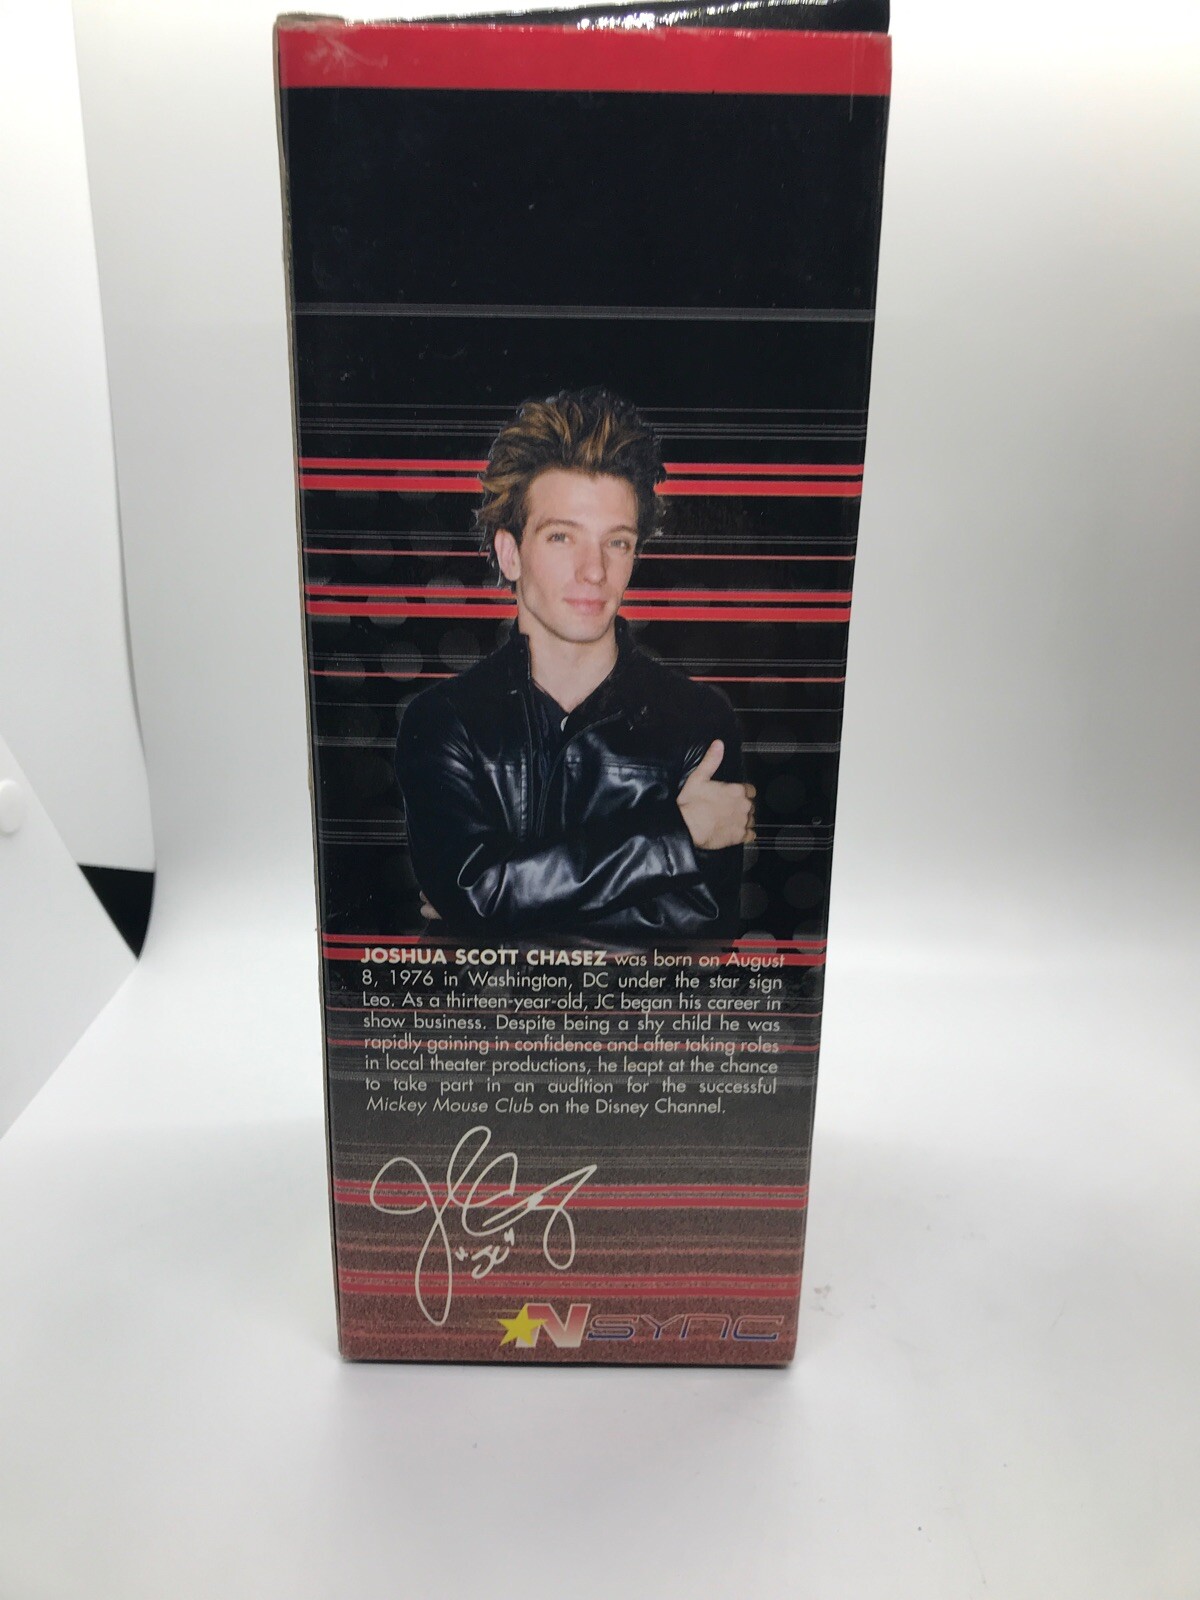 JOSHUA SCOTT CHASEZ was born on August
8, 1976 in Washington, DC under the star sign
Leo. As a thirteen-year-old, JC began his career in
show business. Despite being a shy child he was
rapidly gaining in confidence and after taking roles
in local theater productions, he leapt at the chance
to take part in an audition for the successful
Mickey Mouse Club on the Disney Channel.
"JC"
NSYNC